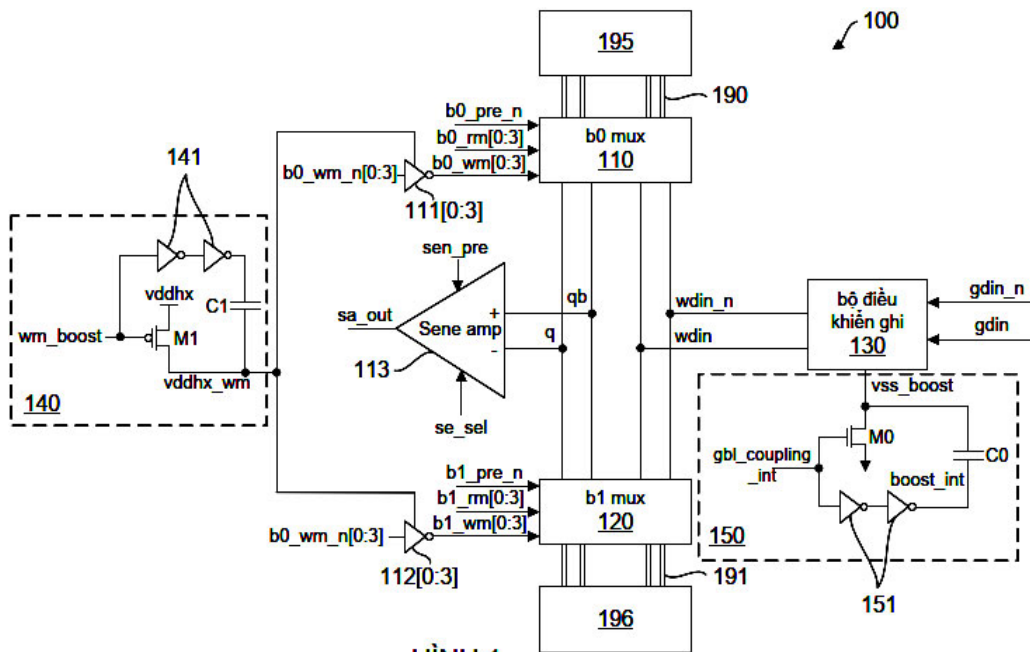 100
195
190
b0_pre_n
b0_rm[0:3]
b0_wm[0:3]
b0 mux
110
b0_wm_n[0:3]
111[0:3]
141
vddhx
C1
wm_boost
M1
vddhx_wm
140
sen_pre
sa_out
Sene amp
+
-
113
se_sel
qb
q
wdin_n
wdin
bộ điều
khiển ghi
130
gdin_n
gdin
vss_boost
M0
C0
gbl_coupling
_int
boost_int
150
151
b1_pre_n
b1_rm[0:3]
b1_wm[0:3]
b1 mux
120
b0_wm_n[0:3]
112[0:3]
191
196